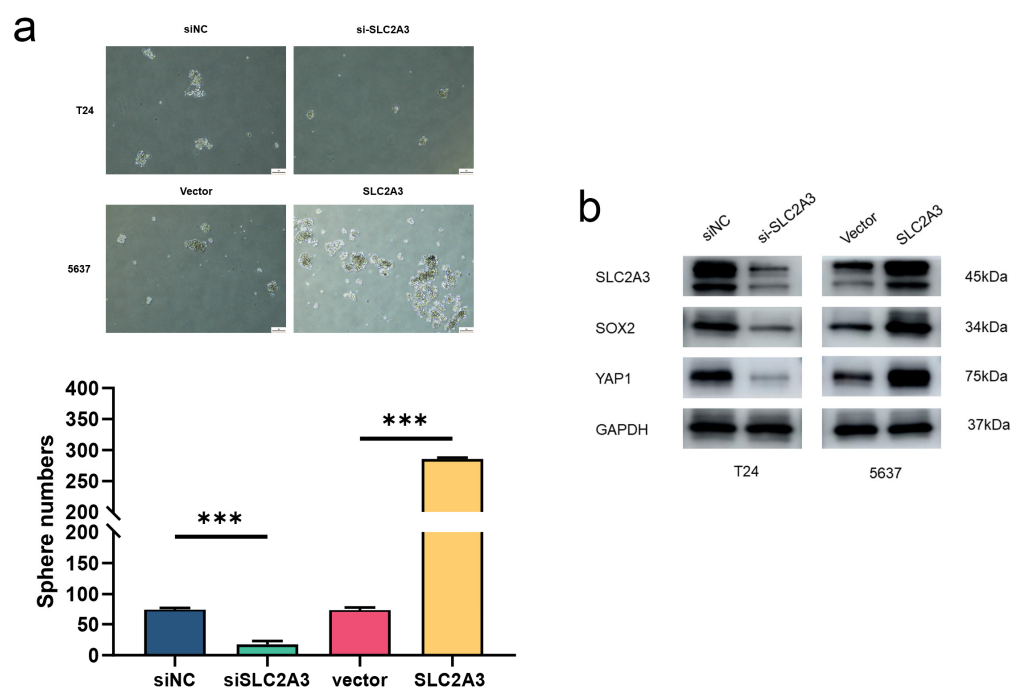 a
siNC si-SLC2A3
T24
Vector SLC2A3
5637
Sphere numbers
400
300
250
200
200
150
100
50
0
***
***
siNC siSLC2A3 vector SLC2A3
b
siNC si-SLC2A3 Vector SLC2A3
SLC2A3 45kDa
SOX2 34kDa
YAP1 75kDa
GAPDH 37kDa
T24 5637